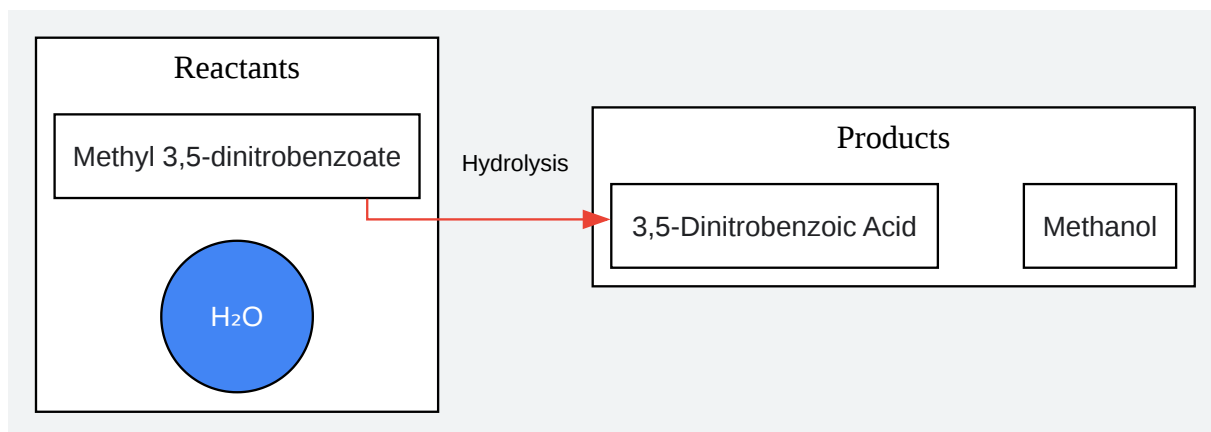 Reactants
Methyl 3,5-dinitrobenzoate
H₂O
Hydrolysis
Products
3,5-Dinitrobenzoic Acid
Methanol